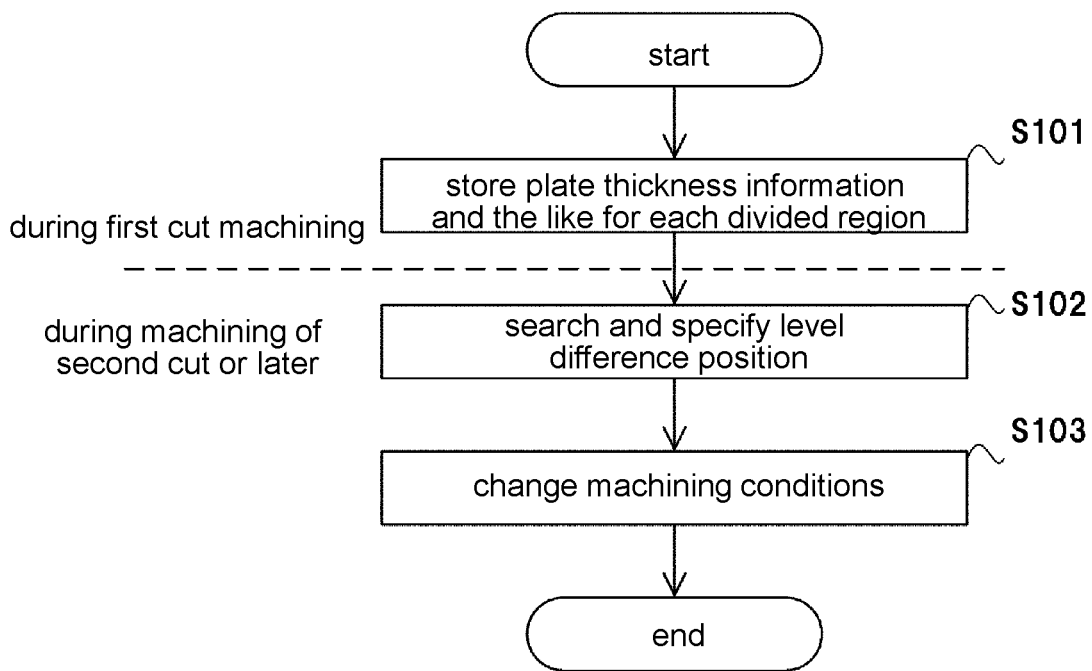 start
S101
store plate thickness information
and the like for each divided region
during first cut machining
S102
during machining of
second cut or later
search and specify level
difference position
S103
change machining conditions
end